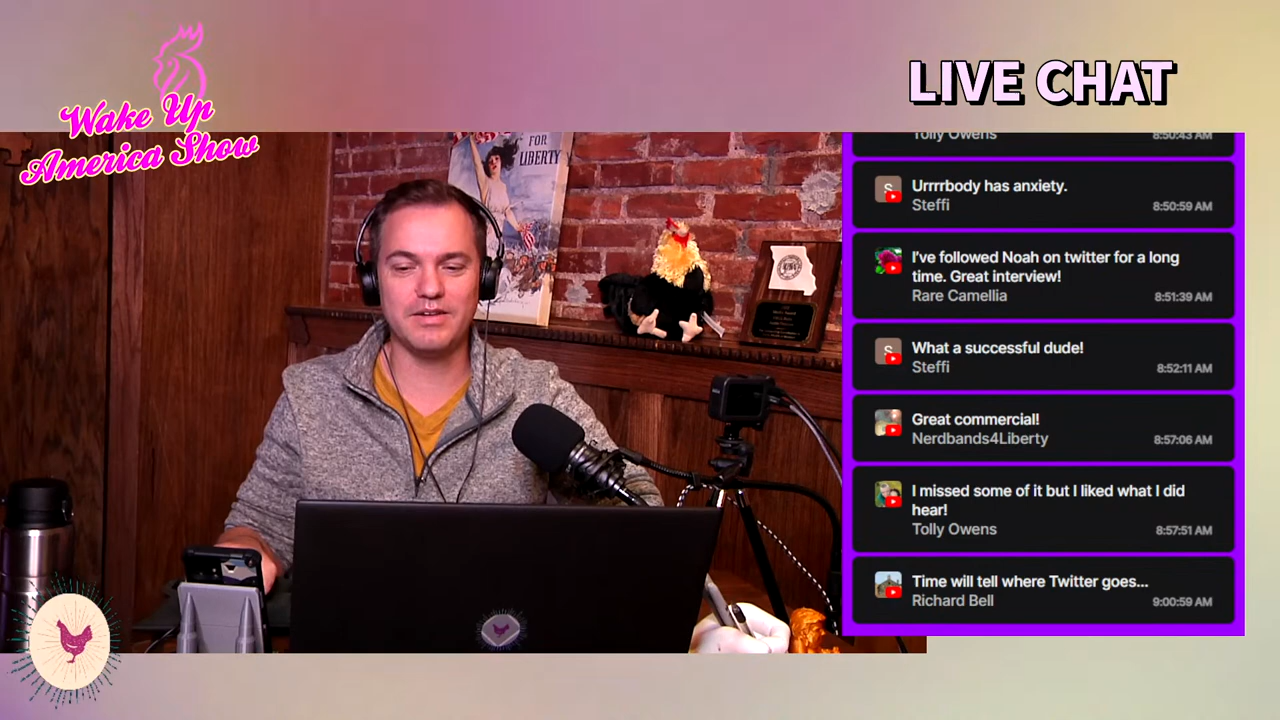 Wake Up
America Show
LIVE CHAT
FOR
LIBERTY
Tolly Owens
8:50:43 AM
Urrrrbody has anxiety.
Steffi
8:50:59 AM
S
I've followed Noah on twitter for a long
time. Great interview!
Rare Camellia
8:51:39 AM
What a successful dude!
Steffi
8:52:11 AM
S
Great commercial!
Nerdbands4Liberty
8:57:06 AM
I missed some of it but I liked what I did
hear!
Tolly Owens
8:57:51 AM
Time will tell where Twitter goes...
Richard Bell
9:00:59 AM